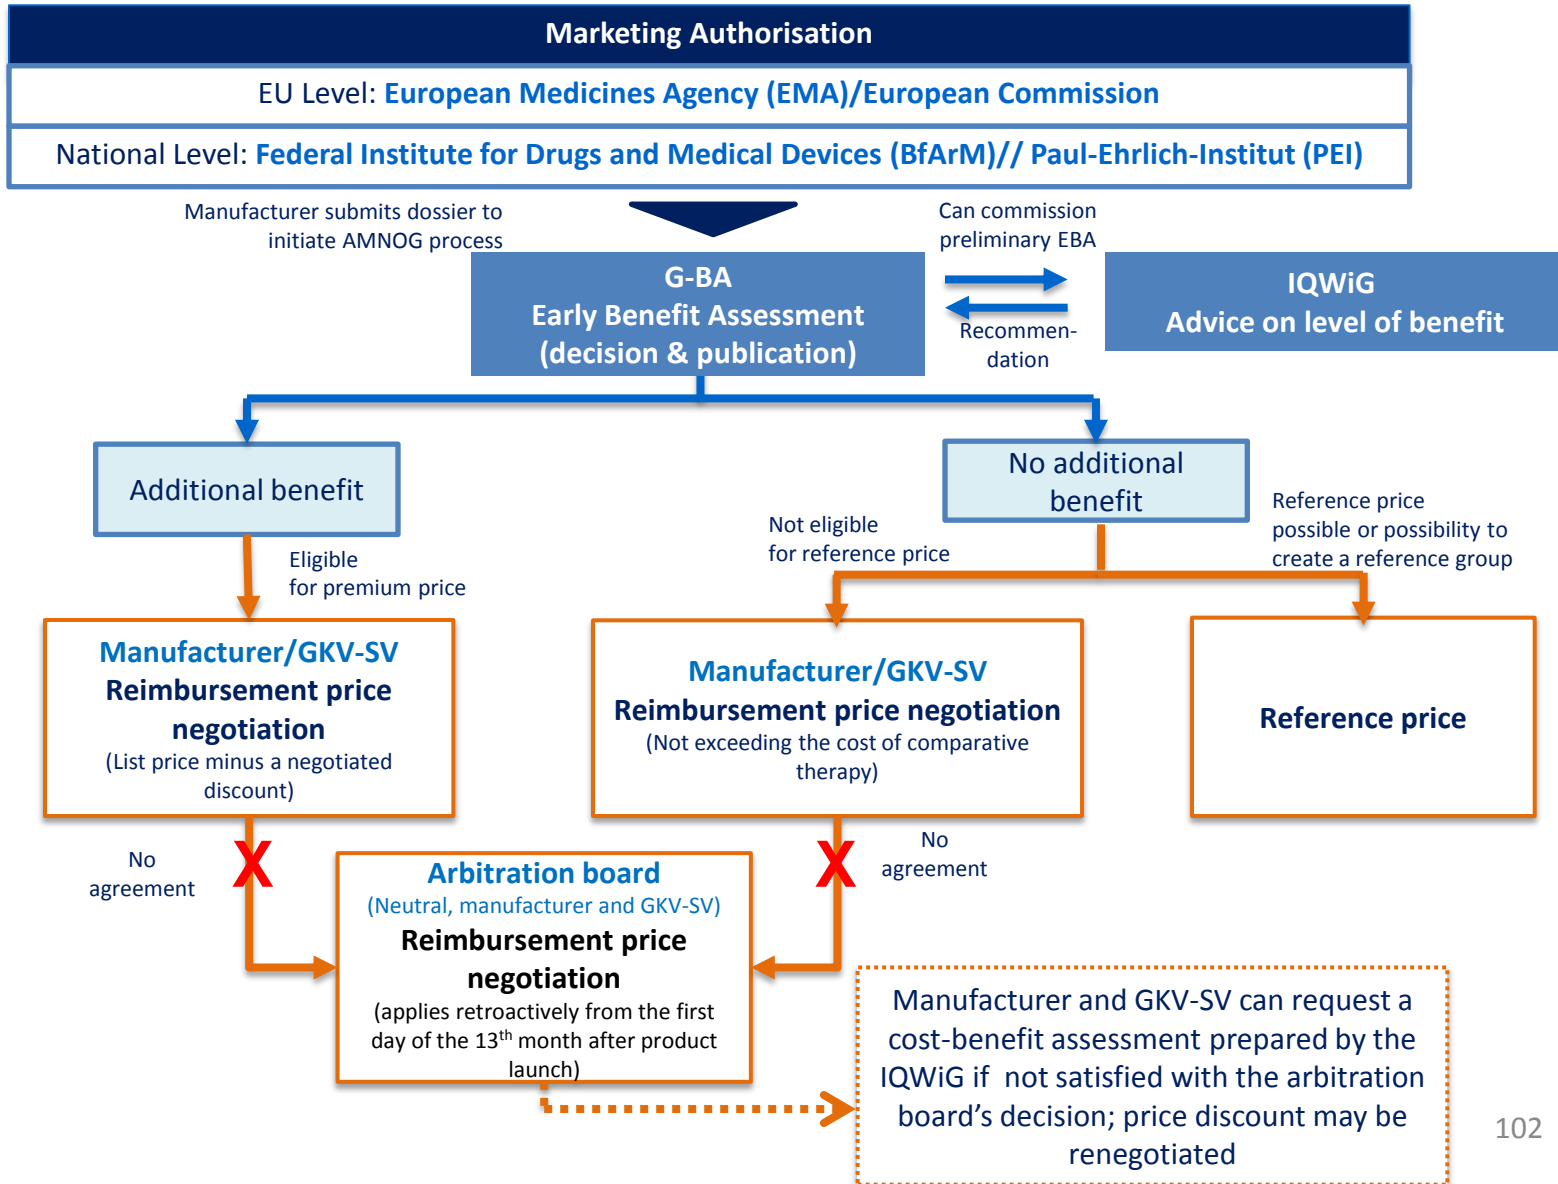 Marketing Authorisation
EU Level: European Medicines Agency (EMA)/European Commission
National Level: Federal Institute for Drugs and Medical Devices (BfArM)// Paul-Ehrlich-Institut (PEI)
Manufacturer submits dossier to
initiate AMNOG process
Can commission
preliminary EBA
G-BA
Early Benefit Assessment
(decision & publication)
Recommen-
dation
IQWiG
Advice on level of benefit
Additional benefit
No additional
benefit
Eligible
for premium price
Not eligible
for reference price
Reference price
possible or possibility to
create a reference group
Manufacturer/GKV-SV
Reimbursement price
negotiation
(List price minus a negotiated
discount)
Manufacturer/GKV-SV
Reimbursement price negotiation
(Not exceeding the cost of comparative
therapy)
Reference price
No
agreement
X
X
No
agreement
Arbitration board
(Neutral, manufacturer and GKV-SV)
Reimbursement price
negotiation
(applies retroactively from the first
day of the 13th month after product
launch)
Manufacturer and GKV-SV can request a
cost-benefit assessment prepared by the
IQWiG if  not satisfied with the arbitration
board's decision; price discount may be
renegotiated
102